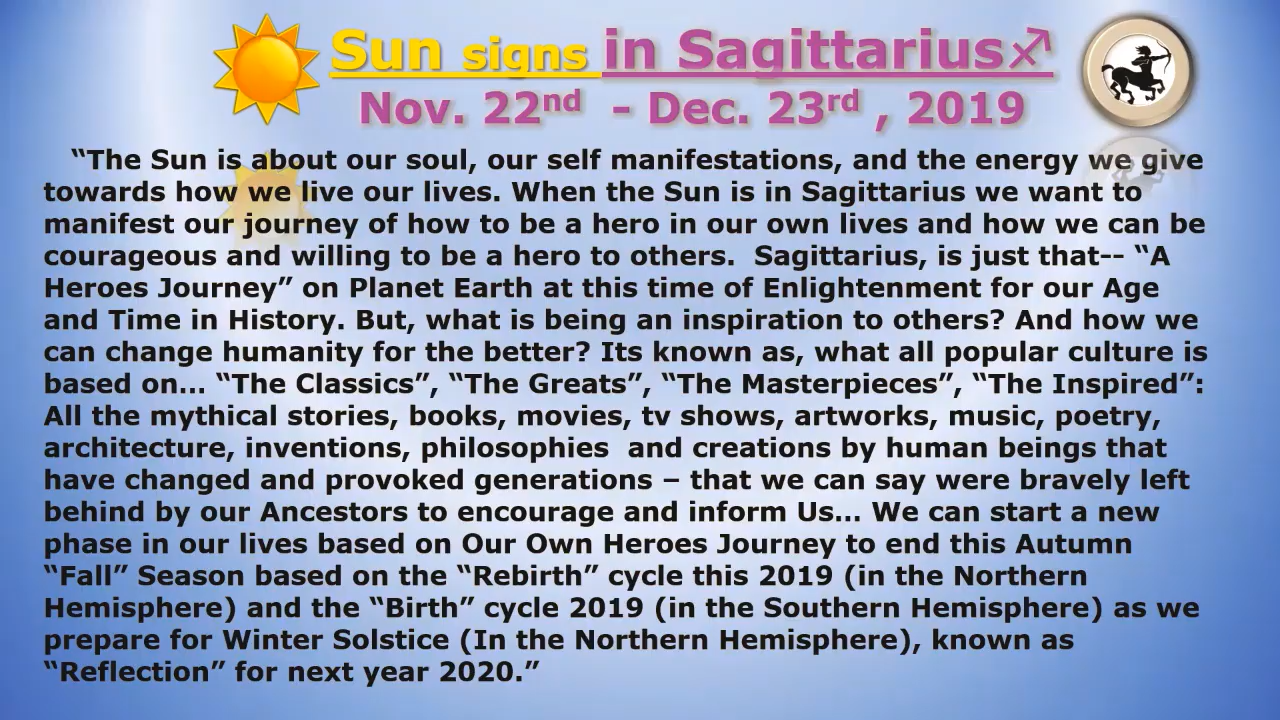 Sun signs in Sagittarius♐
Nov. 22nd - Dec. 23rd , 2019
“The Sun is about our soul, our self manifestations, and the energy we give
towards how we live our lives. When the Sun is in Sagittarius we want to
manifest our journey of how to be a hero in our own lives and how we can be
courageous and willing to be a hero to others.  Sagittarius, is just that-- “A
Heroes Journey” on Planet Earth at this time of Enlightenment for our Age
and Time in History. But, what is being an inspiration to others? And how we
can change humanity for the better? Its known as, what all popular culture is
based on… “The Classics”, “The Greats”, “The Masterpieces”, “The Inspired”:
All the mythical stories, books, movies, tv shows, artworks, music, poetry,
architecture, inventions, philosophies  and creations by human beings that
have changed and provoked generations – that we can say were bravely left
behind by our Ancestors to encourage and inform Us… We can start a new
phase in our lives based on Our Own Heroes Journey to end this Autumn
“Fall” Season based on the “Rebirth” cycle this 2019 (in the Northern
Hemisphere) and the “Birth” cycle 2019 (in the Southern Hemisphere) as we
prepare for Winter Solstice (In the Northern Hemisphere), known as
“Reflection” for next year 2020.”